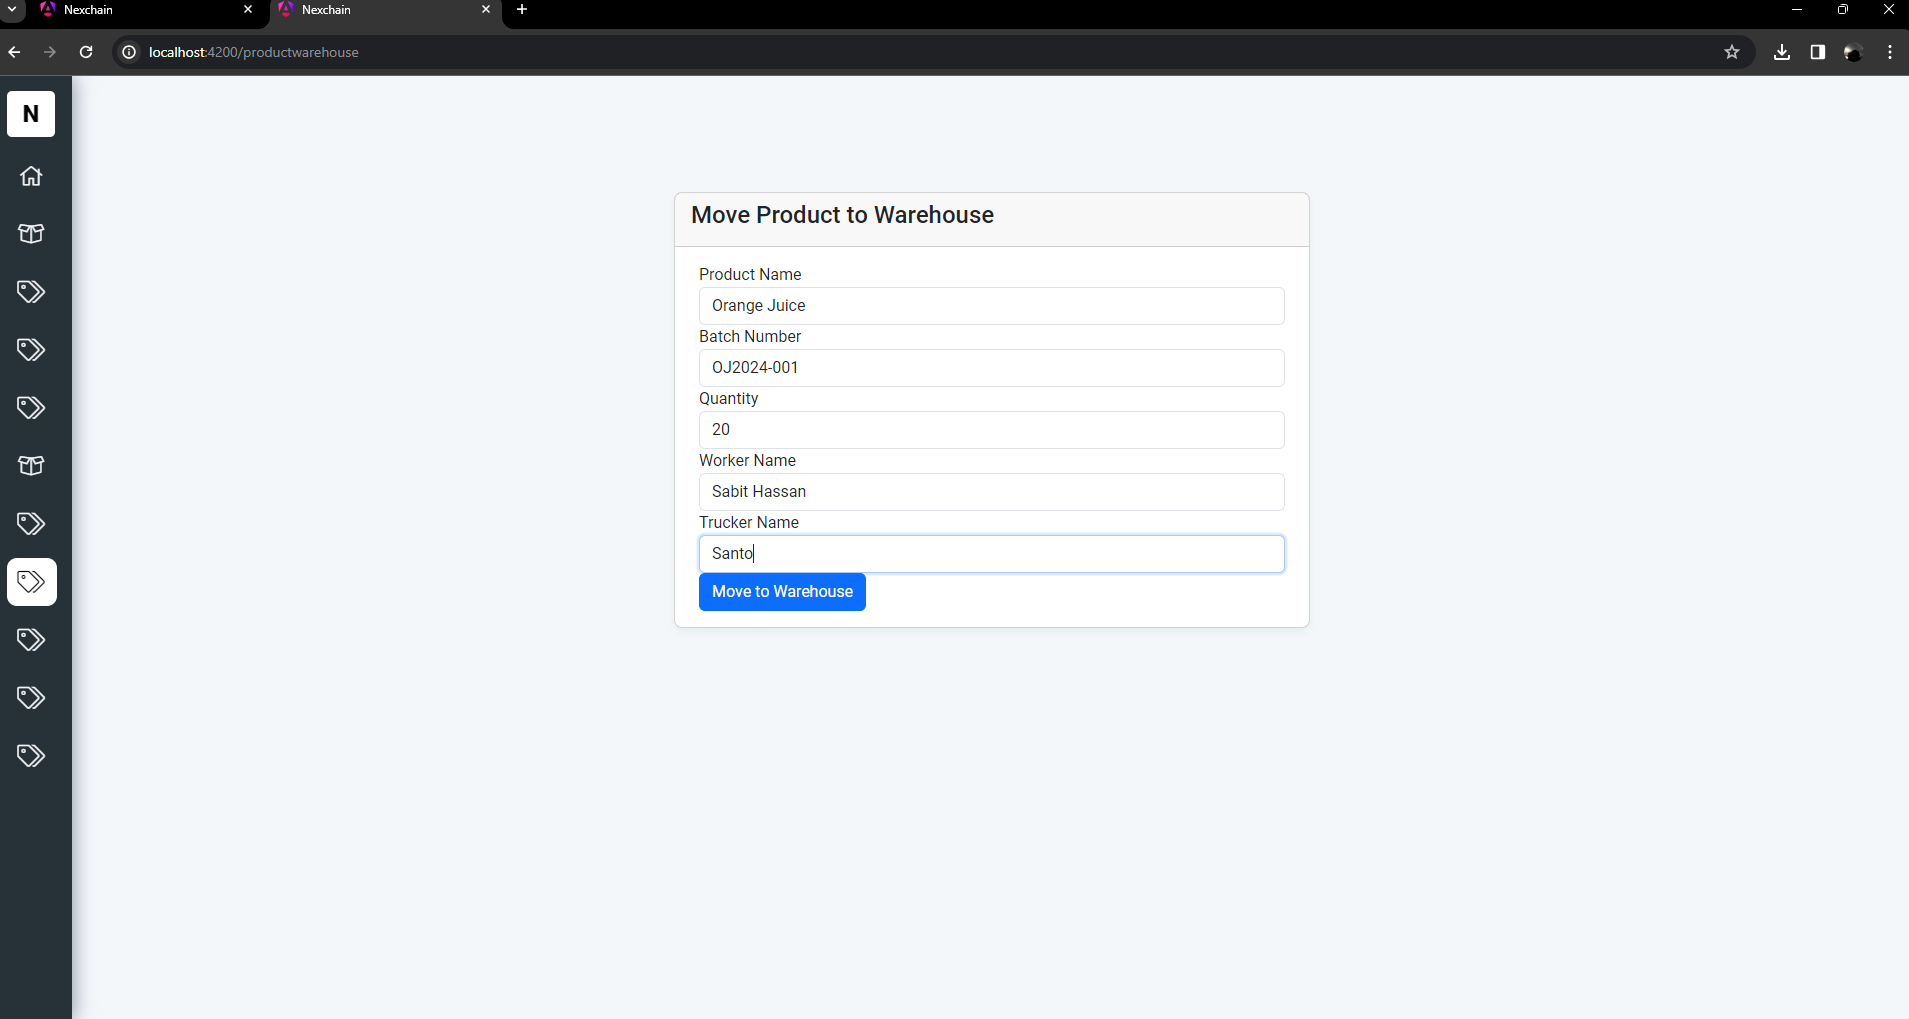 Nexchain
Nexchain
localhost:4200/productwarehouse
N
Move Product to Warehouse
Product Name
Orange Juice
Batch Number
OJ2024-001
Quantity
20
Worker Name
Sabit Hassan
Trucker Name
Santo
Move to Warehouse